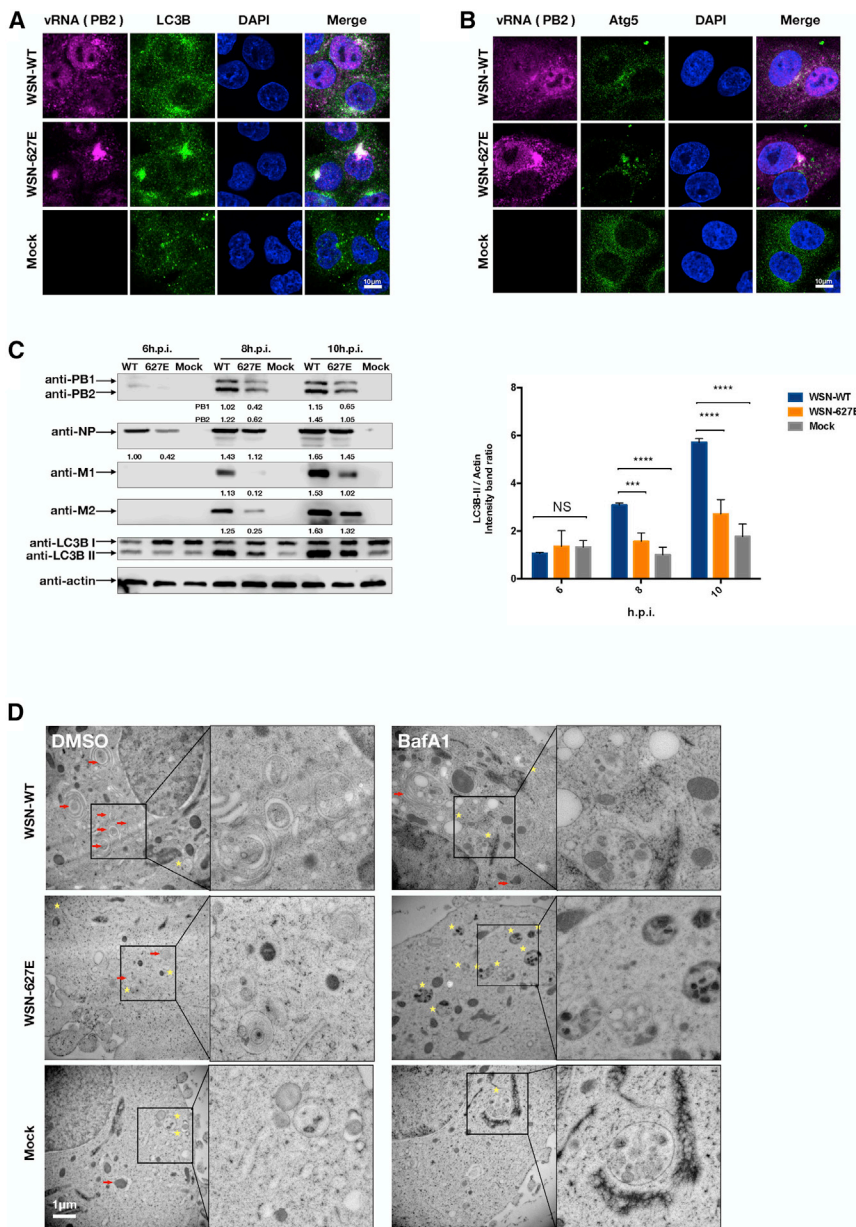 A
vRNA ( PB2 ) LC3B DAPI Merge
WSN-WT
WSN-627E
Mock
10μm
B
vRNA ( PB2 ) Atg5 DAPI Merge
WSN-WT
WSN-627E
Mock
10μm
C
6h.p.i. 8h.p.i. 10h.p.i.
WT 627E Mock WT 627E Mock WT 627E Mock
anti-PB1
anti-PB2
PB1 1.02 0.42 1.15 0.65
PB2 1.22 0.62 1.45 1.05
anti-NP
1.00 0.42 1.43 1.12 1.65 1.45
anti-M1
1.13 0.12 1.53 1.02
anti-M2
1.25 0.25 1.63 1.32
anti-LC3B I
anti-LC3B II
anti-actin
LC3B-II / Actin
Intensity band ratio
8
6
4
2
0
NS
***
****
****
****
6 8 10
h.p.i.
WSN-WT
WSN-627E
Mock
D
DMSO BafA1
WSN-WT
WSN-627E
Mock
1μm